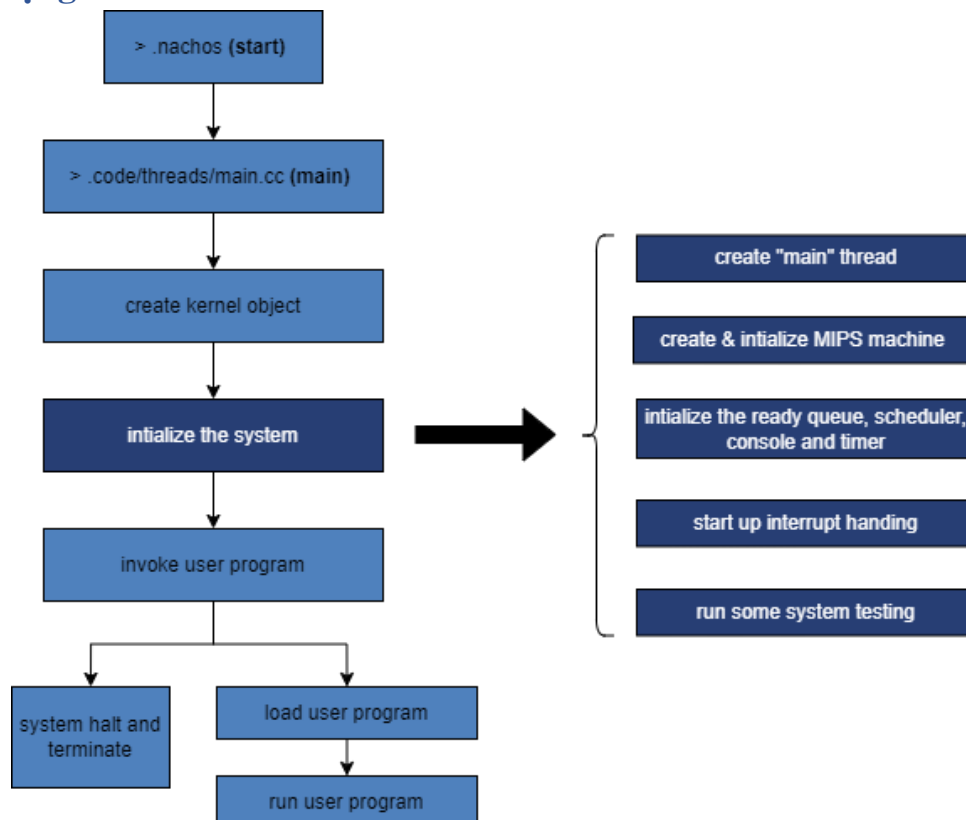 > .nachos (start)
> .code/threads/main.cc (main)
create kernel object
intialize the system
invoke user program
system halt and
terminate
load user program
run user program
create "main" thread
create & intialize MIPS machine
intialize the ready queue, scheduler,
console and timer
start up interrupt handing
run some system testing